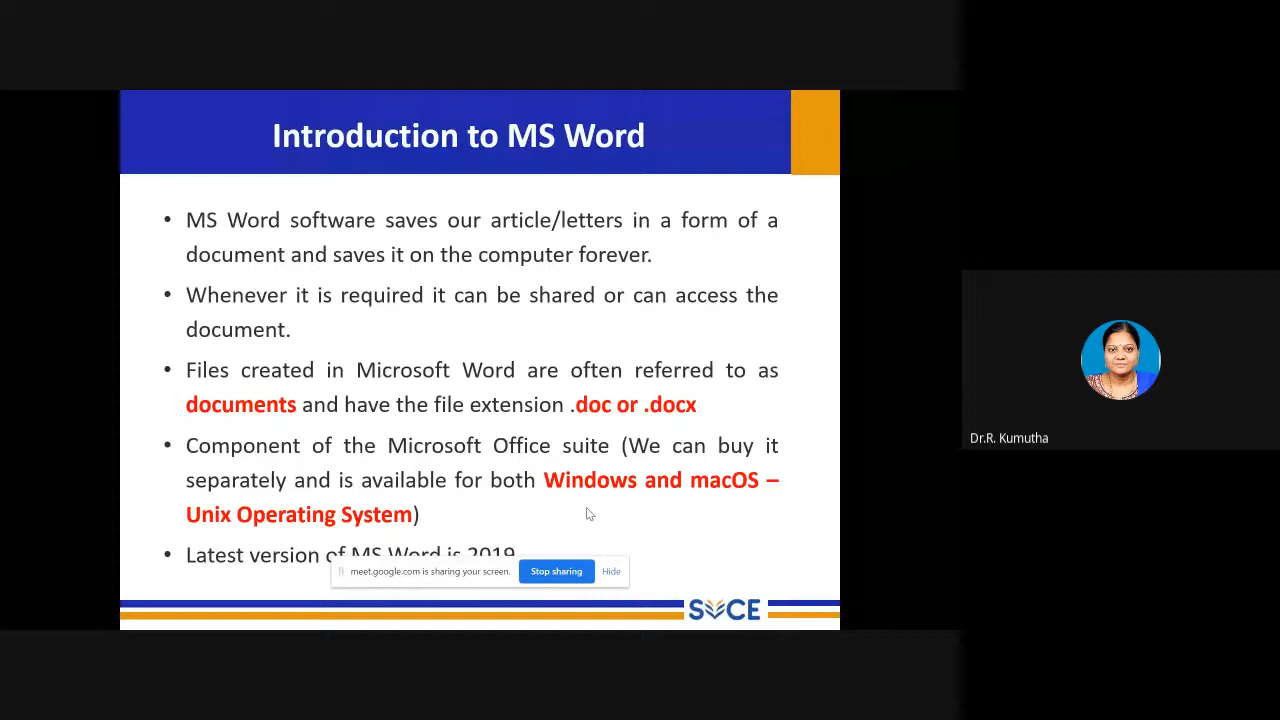 Introduction to MS Word
• MS Word software saves our article/letters in a form of a
document and saves it on the computer forever.
• Whenever it is required it can be shared or can access the
document.
• Files created in Microsoft Word are often referred to as
documents and have the file extension .doc or .docx
• Component of the Microsoft Office suite (We can buy it
separately and is available for both Windows and macOS –
Unix Operating System)
• Latest version of MS Word is 2019
meet.google.com is sharing your screen. Stop sharing Hide
SVCE
Dr.R. Kumutha